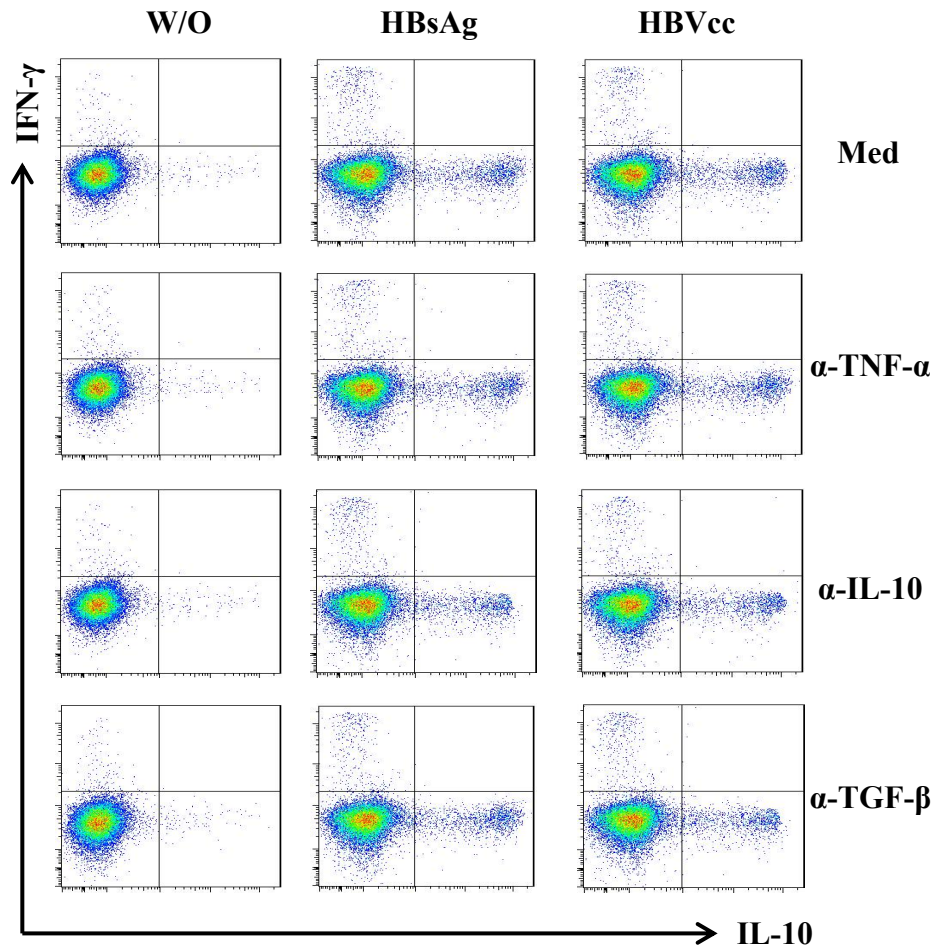 W/O HBsAg HBVcc
IFN-γ
Med
α-TNF-α
α-IL-10
α-TGF-β
IL-10